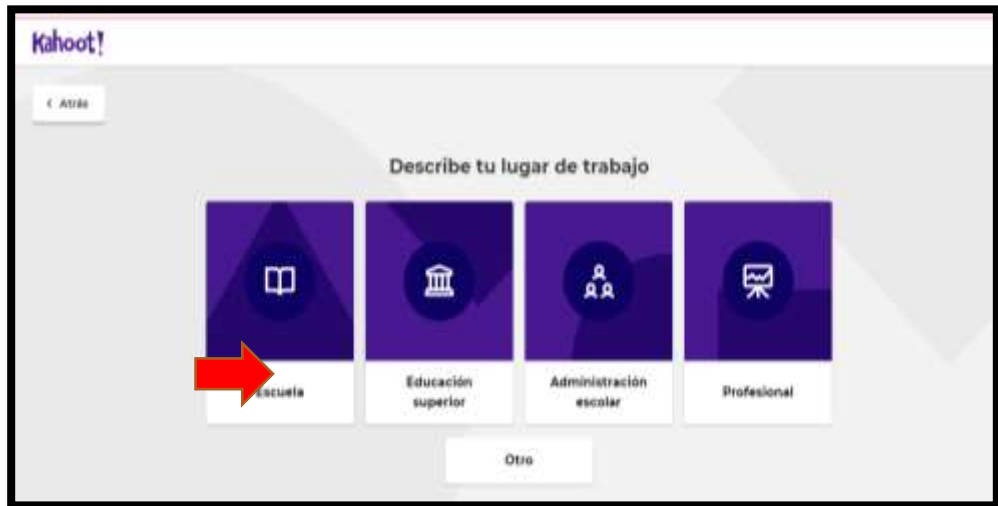 Kahoot!
< Atrás
Describe tu lugar de trabajo
Escuela
Educación
superior
Administración
escolar
Profesional
Otro